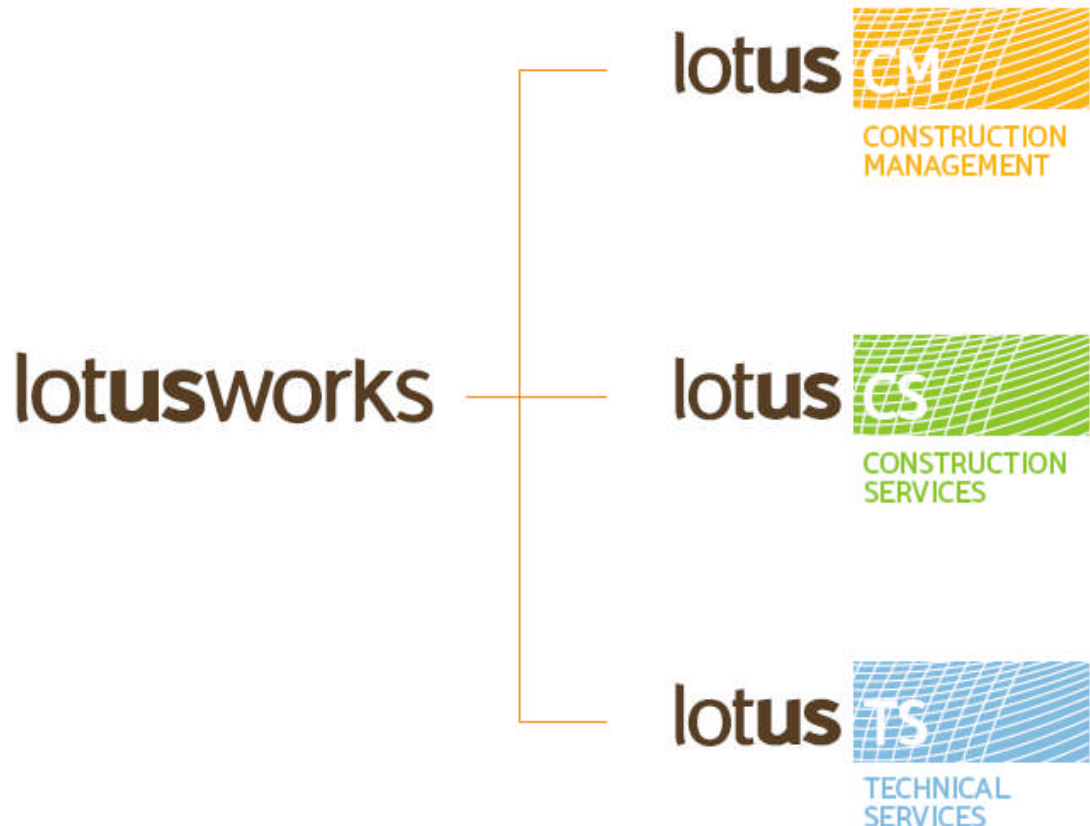 lotus CM
CONSTRUCTION
MANAGEMENT
lotusworks
lotus CS
CONSTRUCTION
SERVICES
lotus TS
TECHNICAL
SERVICES